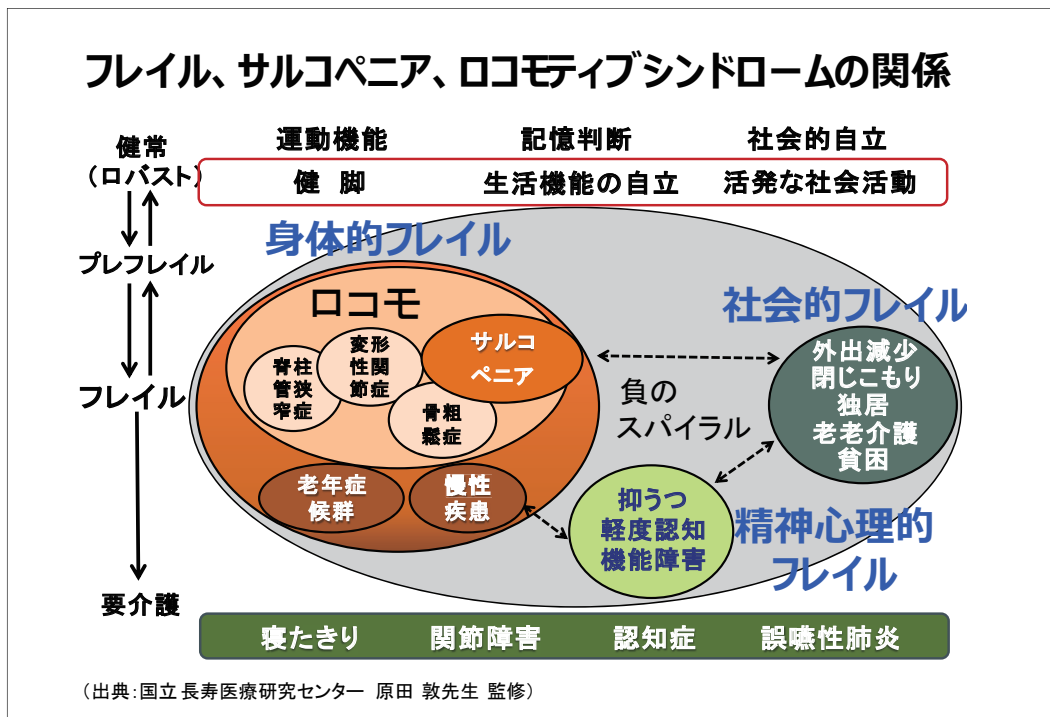 フレイル、サルコペニア、ロコモティブシンドロームの関係
健常
（ロバスト）
プレフレイル
フレイル
要介護
運動機能
記憶判断
社会的自立
健 脚
生活機能の自立
活発な社会活動
身体的フレイル
ロコモ
脊柱
管狭
窄症
変形
性関
節症
サルコ
ペニア
骨粗
鬆症
老年症
候群
慢性
疾患
負の
スパイラル
社会的フレイル
外出減少
閉じこもり
独居
老老介護
貧困
抑うつ
軽度認知
機能障害
精神心理的
フレイル
寝たきり
関節障害
認知症
誤嚥性肺炎
（出典：国立長寿医療研究センター 原田 敦先生 監修）